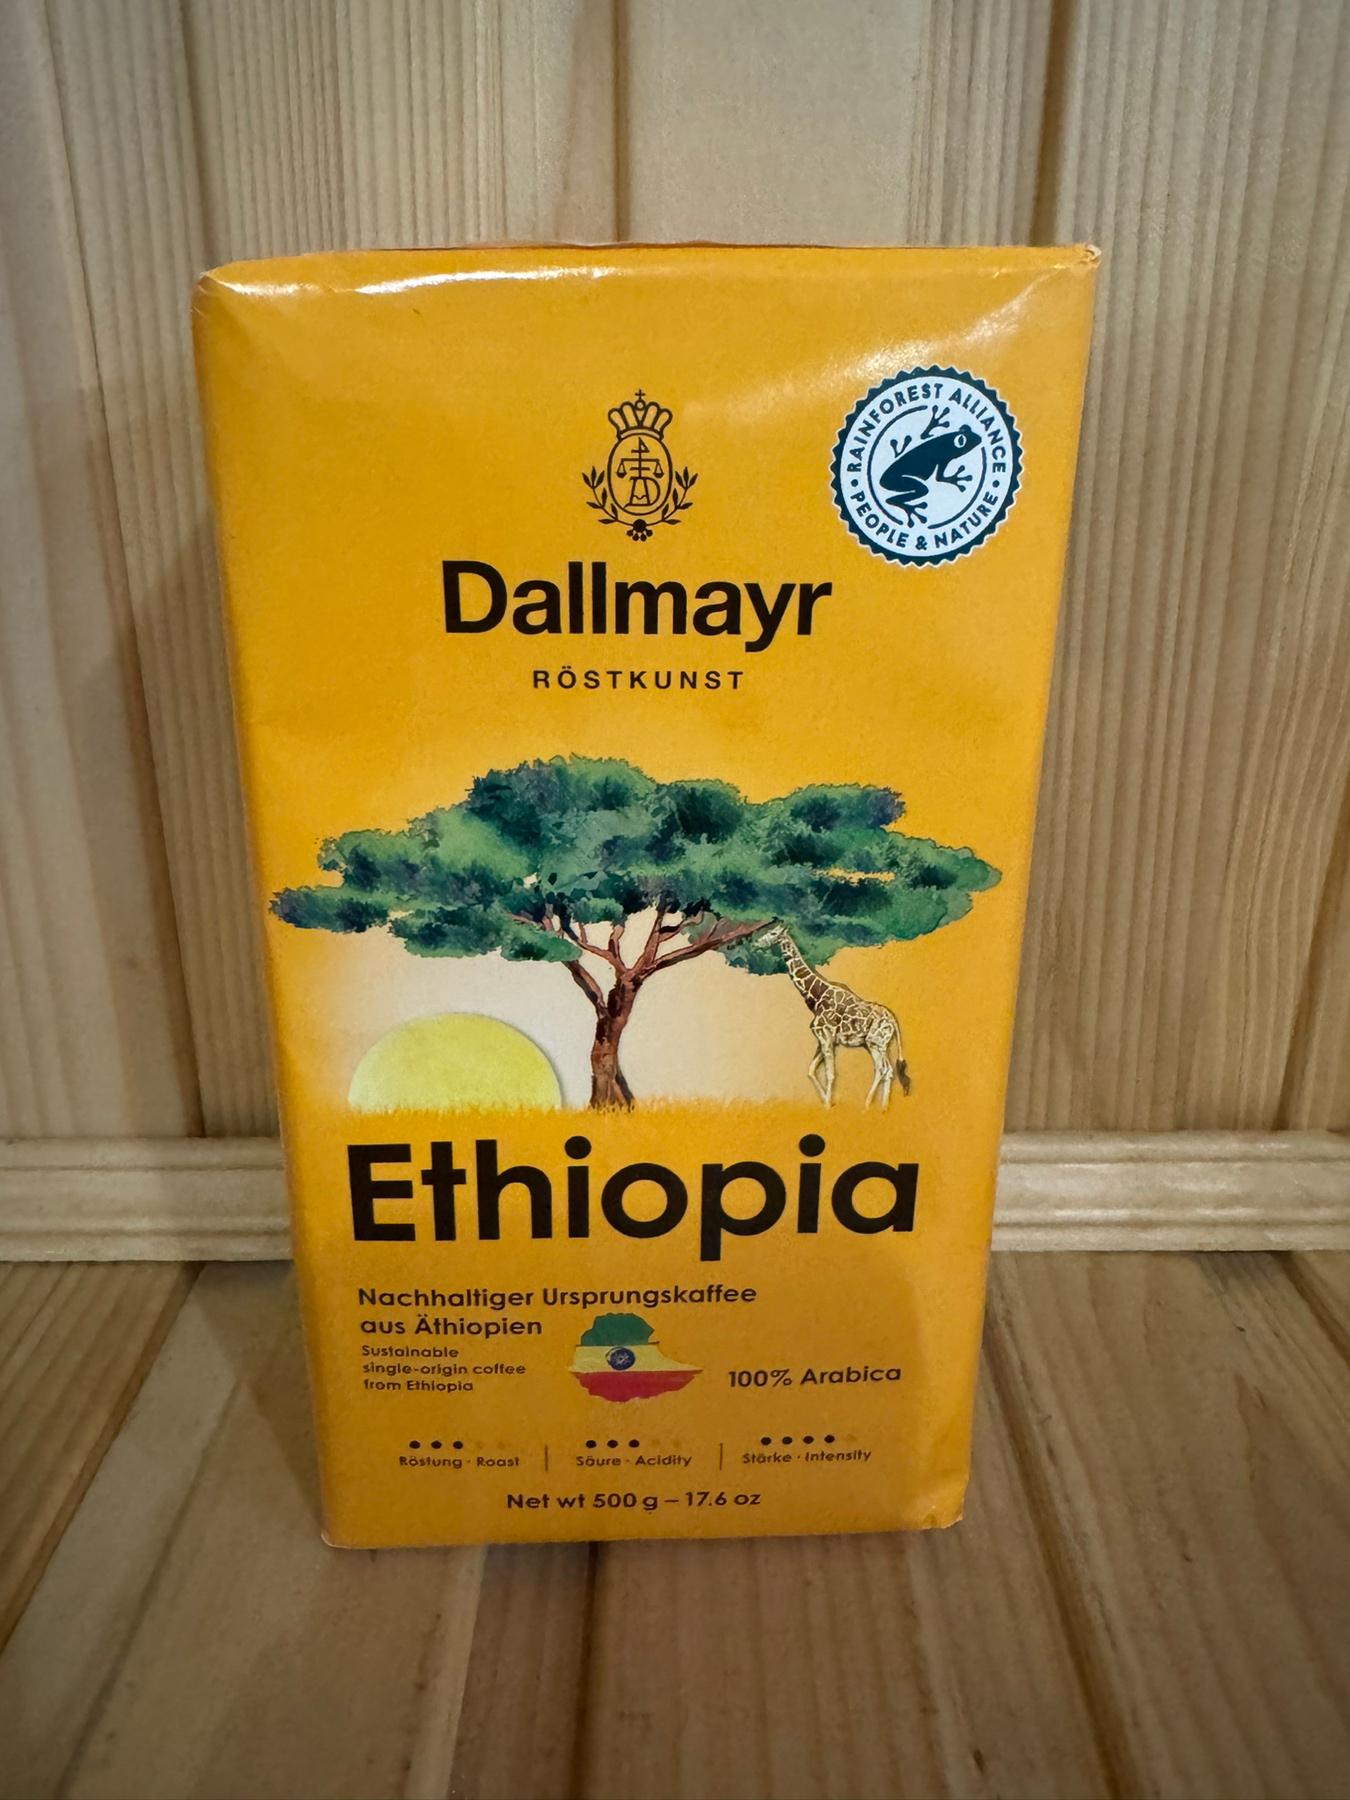 RAINFOREST ALLIANCE
PEOPLE & NATURE
Dallmayr
RÖSTKUNST
Ethiopia
Nachhaltiger Ursprungskaffee
aus Äthiopien
Sustainable
single-origin coffee
from Ethiopia
100% Arabica
Röstung · Roast
Säure · Acidity
Stärke · Intensity
Net wt 500 g – 17.6 oz